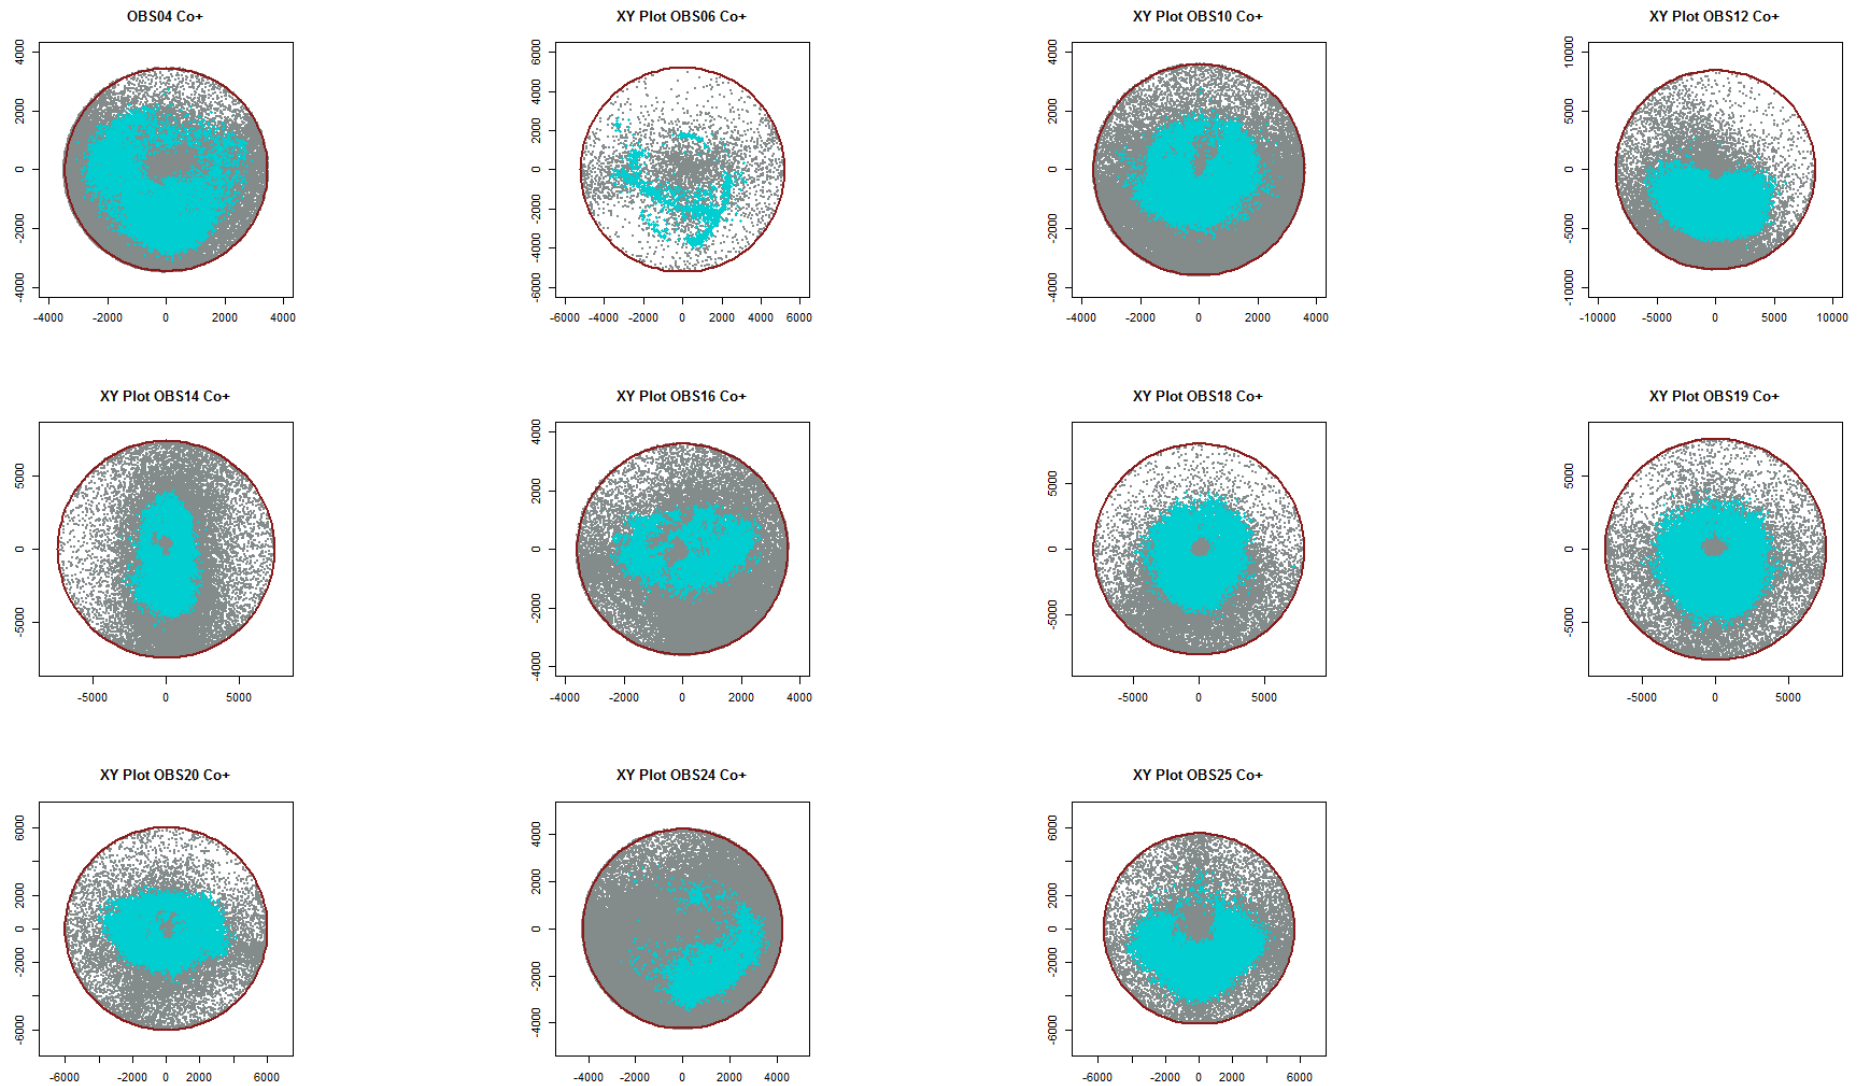 OBS04 Co+
4000
2000
0
-2000
-4000
-4000 -2000 0 2000 4000
XY Plot OBS06 Co+
6000
4000
2000
0
-2000
-4000
-6000
-6000 -4000 -2000 0 2000 4000 6000
XY Plot OBS10 Co+
4000
2000
0
-2000
-4000
-4000 -2000 0 2000 4000
XY Plot OBS12 Co+
10000
5000
0
-5000
-10000
-10000 -5000 0 5000 10000
XY Plot OBS14 Co+
5000
0
-5000
-5000 0 5000
XY Plot OBS16 Co+
4000
2000
0
-2000
-4000
-4000 -2000 0 2000 4000
XY Plot OBS18 Co+
5000
0
-5000
-5000 0 5000
XY Plot OBS19 Co+
5000
0
-5000
-5000 0 5000
XY Plot OBS20 Co+
6000
2000
0
-2000
-6000
-6000 -2000 0 2000 6000
XY Plot OBS24 Co+
4000
2000
0
-2000
-4000
-4000 -2000 0 2000 4000
XY Plot OBS25 Co+
6000
2000
0
-2000
-6000
-6000 -2000 0 2000 6000